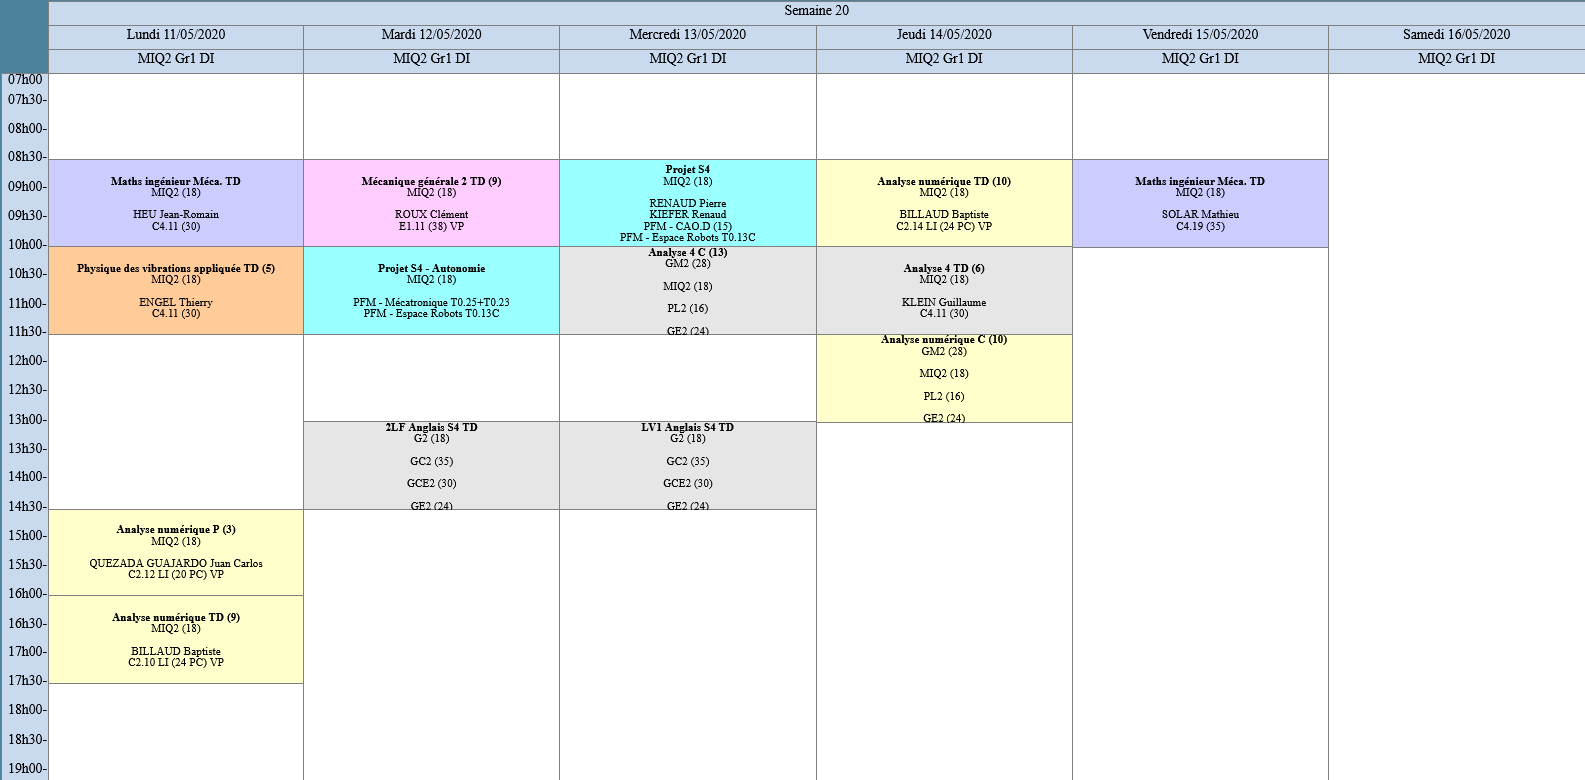 Semaine 20
Lundi 11/05/2020
Mardi 12/05/2020
Mercredi 13/05/2020
Jeudi 14/05/2020
Vendredi 15/05/2020
Samedi 16/05/2020
MIQ2 Gr1 DI
MIQ2 Gr1 DI
MIQ2 Gr1 DI
MIQ2 Gr1 DI
MIQ2 Gr1 DI
MIQ2 Gr1 DI
07h00
07h30-
08h00-
08h30-
09h00-
09h30-
10h00-
10h30-
11h00-
11h30-
12h00-
12h30-
13h00-
13h30-
14h00-
14h30-
15h00-
15h30-
16h00-
16h30-
17h00-
17h30-
18h00-
18h30-
19h00-
Maths ingénieur Méca. TD
MIQ2 (18)
HEU Jean-Romain
C4.11 (30)
Physique des vibrations appliquée TD (5)
MIQ2 (18)
ENGEL Thierry
C4.11 (30)
Analyse numérique P (3)
MIQ2 (18)
QUEZADA GUAJARDO Juan Carlos
C2.12 LI (20 PC) VP
Analyse numérique TD (9)
MIQ2 (18)
BILLAUD Baptiste
C2.10 LI (24 PC) VP
Mécanique générale 2 TD (9)
MIQ2 (18)
ROUX Clément
E1.11 (38) VP
Projet S4 - Autonomie
MIQ2 (18)
PFM - Mécatronique T0.25+T0.23
PFM - Espace Robots T0.13C
2LF Anglais S4 TD
G2 (18)
GC2 (35)
GCE2 (30)
GE2 (24)
Projet S4
MIQ2 (18)
RENAUD Pierre
KIEFER Renaud
PFM - CAO.D (15)
PFM - Espace Robots T0.13C
Analyse 4 C (13)
GM2 (28)
MIQ2 (18)
PL2 (16)
GE2 (24)
LV1 Anglais S4 TD
G2 (18)
GC2 (35)
GCE2 (30)
GE2 (24)
Analyse numérique TD (10)
MIQ2 (18)
BILLAUD Baptiste
C2.14 LI (24 PC) VP
Analyse 4 TD (6)
MIQ2 (18)
KLEIN Guillaume
C4.11 (30)
Analyse numérique C (10)
GM2 (28)
MIQ2 (18)
PL2 (16)
GE2 (24)
Maths ingénieur Méca. TD
MIQ2 (18)
SOLAR Mathieu
C4.19 (35)